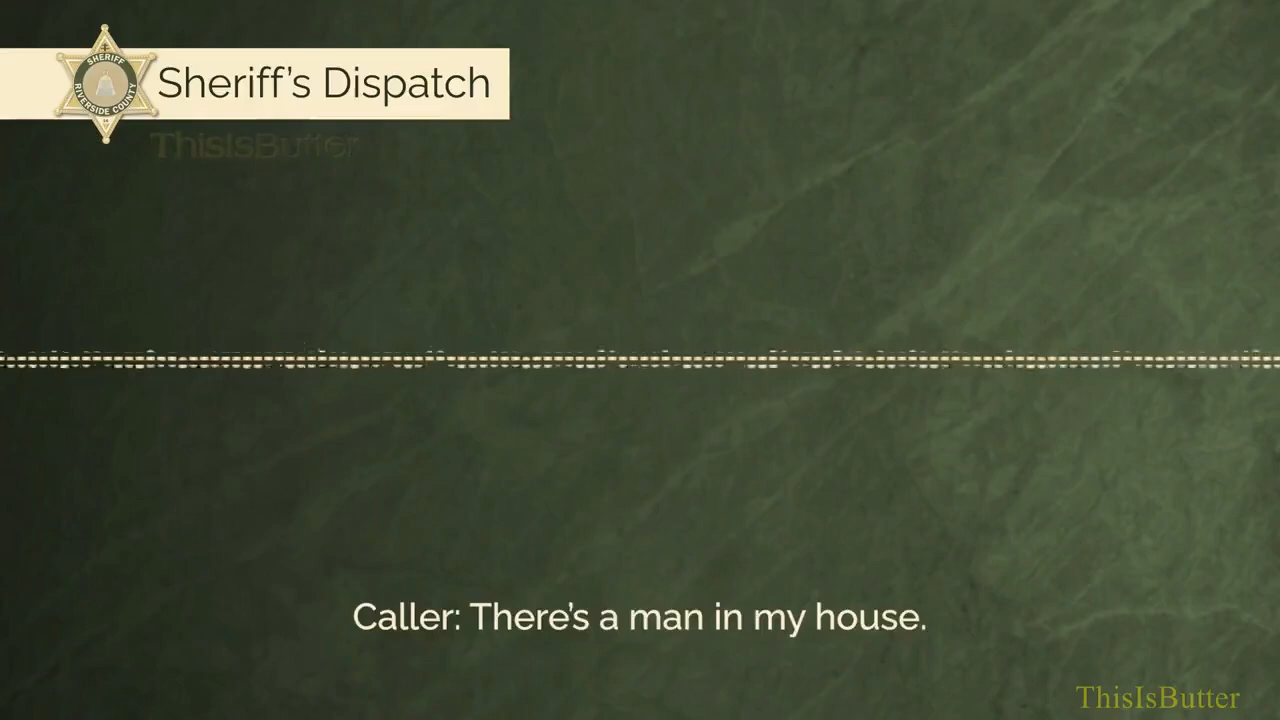 SHERIFF
RIVERSIDE COUNTY
Sheriff's Dispatch
ThisIsButter
Caller: There's a man in my house.
ThisIsButter